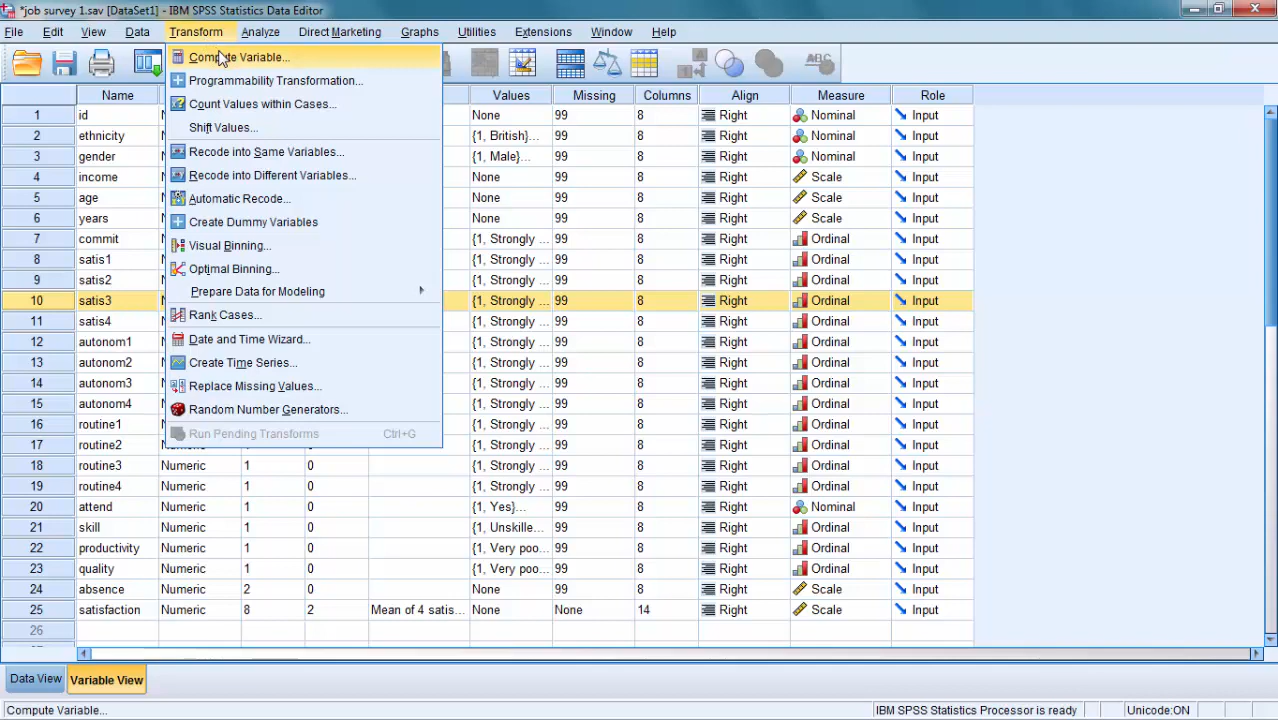 *job survey 1.sav [DataSet1] - IBM SPSS Statistics Data Editor
File Edit View Data Transform Analyze Direct Marketing Graphs Utilities Extensions Window Help
Compute Variable...
Programmability Transformation...
Count Values within Cases...
Shift Values...
Recode into Same Variables...
Recode into Different Variables...
Automatic Recode...
Create Dummy Variables
Visual Binning...
Optimal Binning...
Prepare Data for Modeling
Rank Cases...
Date and Time Wizard...
Create Time Series...
Replace Missing Values...
Random Number Generators...
Run Pending Transforms Ctrl+G
Name Values Missing Columns Align Measure Role
1 id None 99 8 Right Nominal Input
2 ethnicity {1, British}... 99 8 Right Nominal Input
3 gender {1, Male}... 99 8 Right Nominal Input
4 income None 99 8 Right Scale Input
5 age None 99 8 Right Scale Input
6 years None 99 8 Right Scale Input
7 commit {1, Strongly ... 99 8 Right Ordinal Input
8 satis1 {1, Strongly ... 99 8 Right Ordinal Input
9 satis2 {1, Strongly ... 99 8 Right Ordinal Input
10 satis3 {1, Strongly ... 99 8 Right Ordinal Input
11 satis4 {1, Strongly ... 99 8 Right Ordinal Input
12 autonom1 {1, Strongly ... 99 8 Right Ordinal Input
13 autonom2 {1, Strongly ... 99 8 Right Ordinal Input
14 autonom3 {1, Strongly ... 99 8 Right Ordinal Input
15 autonom4 {1, Strongly ... 99 8 Right Ordinal Input
16 routine1 {1, Strongly ... 99 8 Right Ordinal Input
17 routine2 Numeric 1 0 {1, Strongly ... 99 8 Right Ordinal Input
18 routine3 Numeric 1 0 {1, Strongly ... 99 8 Right Ordinal Input
19 routine4 Numeric 1 0 {1, Strongly ... 99 8 Right Ordinal Input
20 attend Numeric 1 0 {1, Yes}... 99 8 Right Nominal Input
21 skill Numeric 1 0 {1, Unskille... 99 8 Right Ordinal Input
22 productivity Numeric 1 0 {1, Very poo... 99 8 Right Ordinal Input
23 quality Numeric 1 0 {1, Very poo... 99 8 Right Ordinal Input
24 absence Numeric 2 0 None 99 8 Right Scale Input
25 satisfaction Numeric 8 2 Mean of 4 satis... None None 14 Right Scale Input
26
Data View Variable View
Compute Variable... IBM SPSS Statistics Processor is ready Unicode:ON